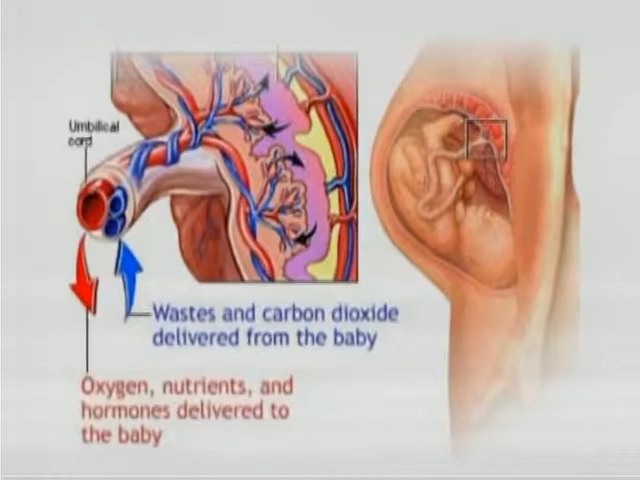 Umbilical
cord
Wastes and carbon dioxide
delivered from the baby
Oxygen, nutrients, and
hormones delivered to
the baby